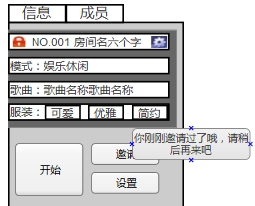 信息 成员
NO.001 房间名六个字
模式：娱乐休闲
歌曲：歌曲名称歌曲名称
服装： 可爱 优雅 简约
你刚刚邀请过了哦，请稍
后再来吧
开始
邀请
设置